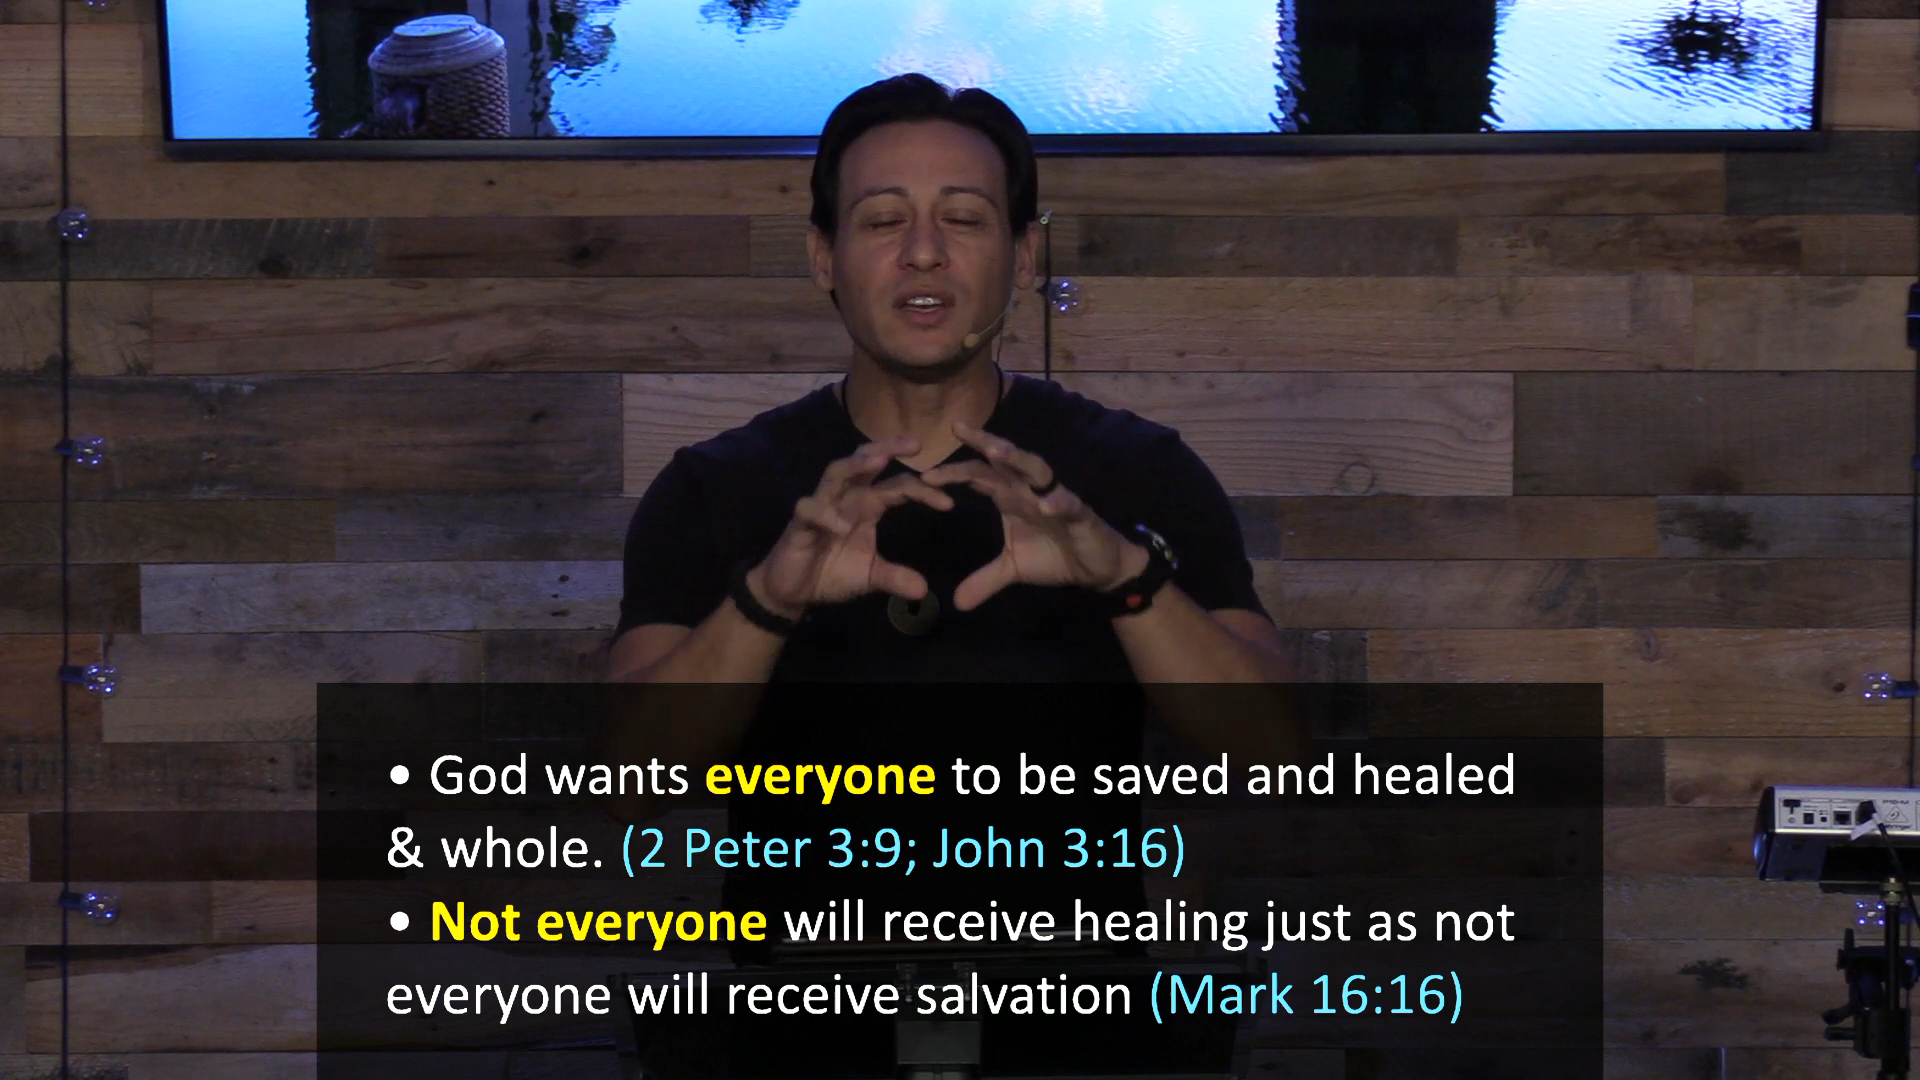 • God wants everyone to be saved and healed
& whole. (2 Peter 3:9; John 3:16)
• Not everyone will receive healing just as not
everyone will receive salvation (Mark 16:16)